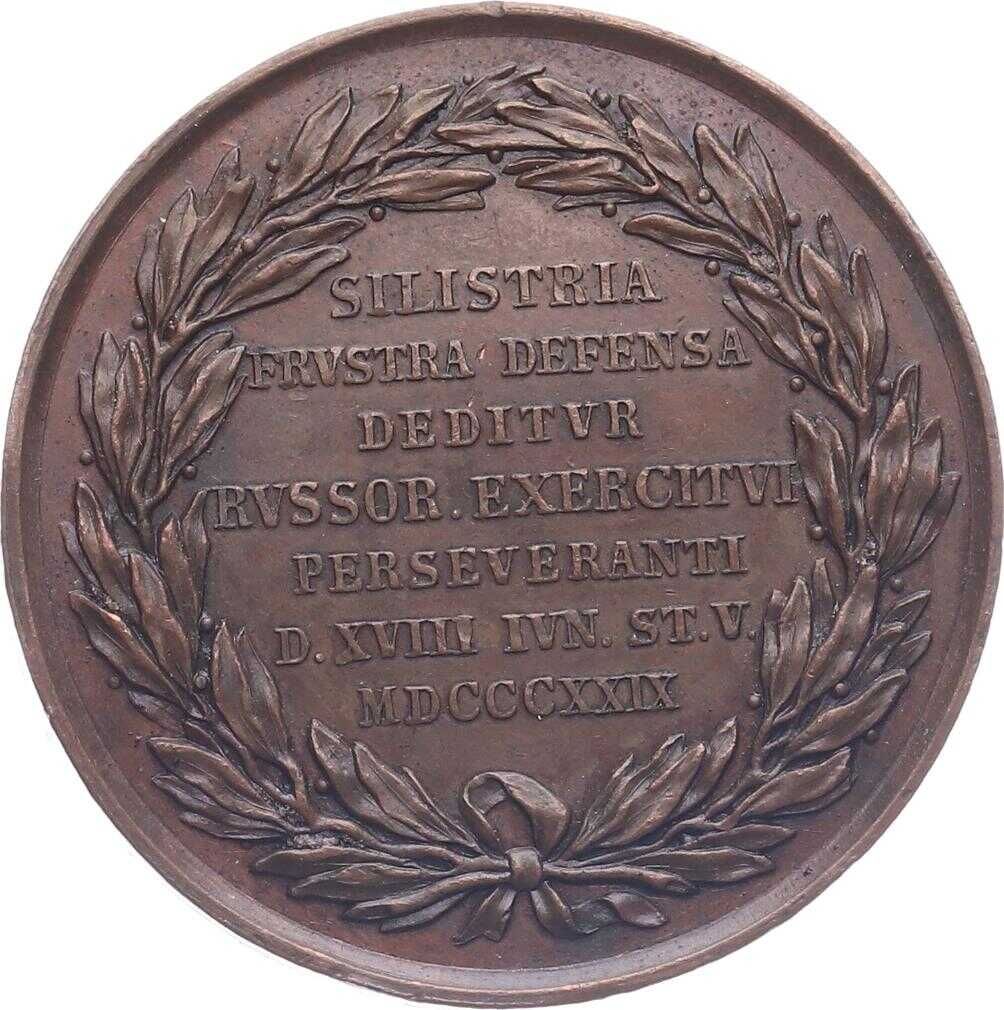 SILISTRIA
FRVSTRA DEFENSA
DEDITVR
RVSSOR. EXERCITVI
PERSEVERANTI
D. XVIII IVN. ST. V.
MDCCCXXIX